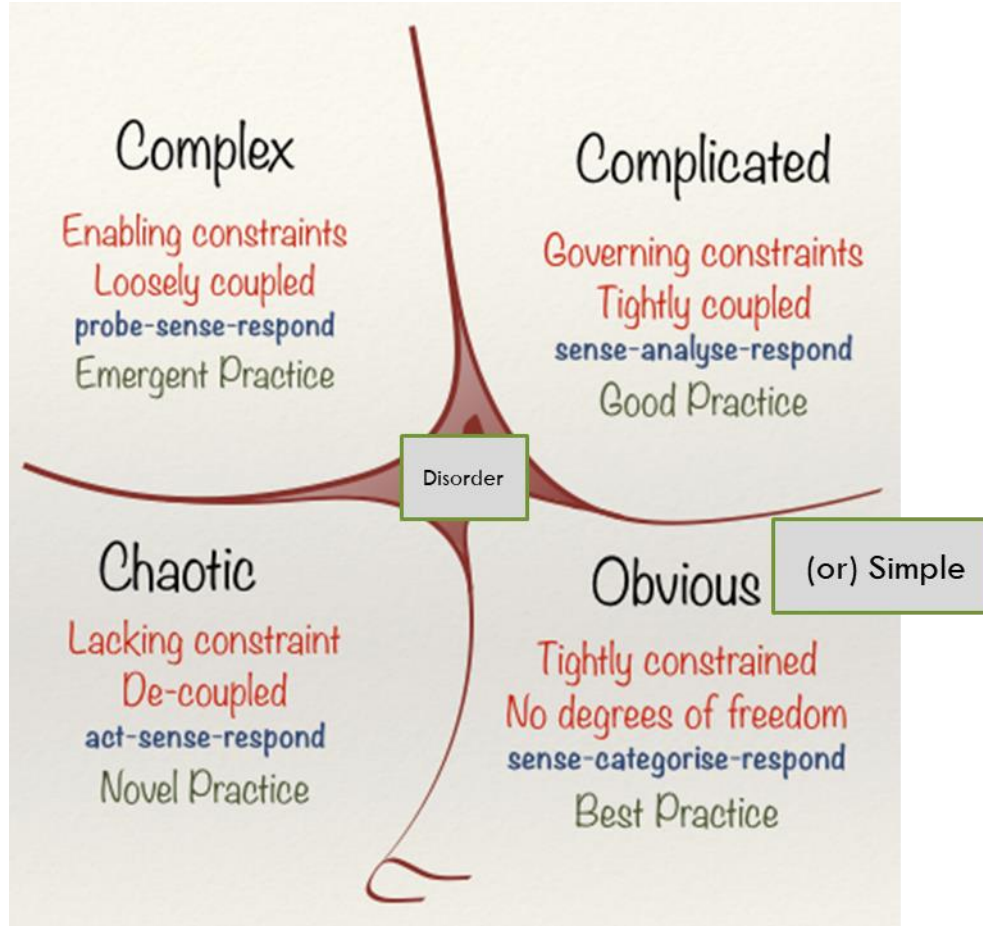 Complex
Enabling constraints
Loosely coupled
probe-sense-respond
Emergent Practice
Complicated
Governing constraints
Tightly coupled
sense-analyse-respond
Good Practice
Disorder
Chaotic
Lacking constraint
De-coupled
act-sense-respond
Novel Practice
Obvious
(or) Simple
Tightly constrained
No degrees of freedom
sense-categorise-respond
Best Practice